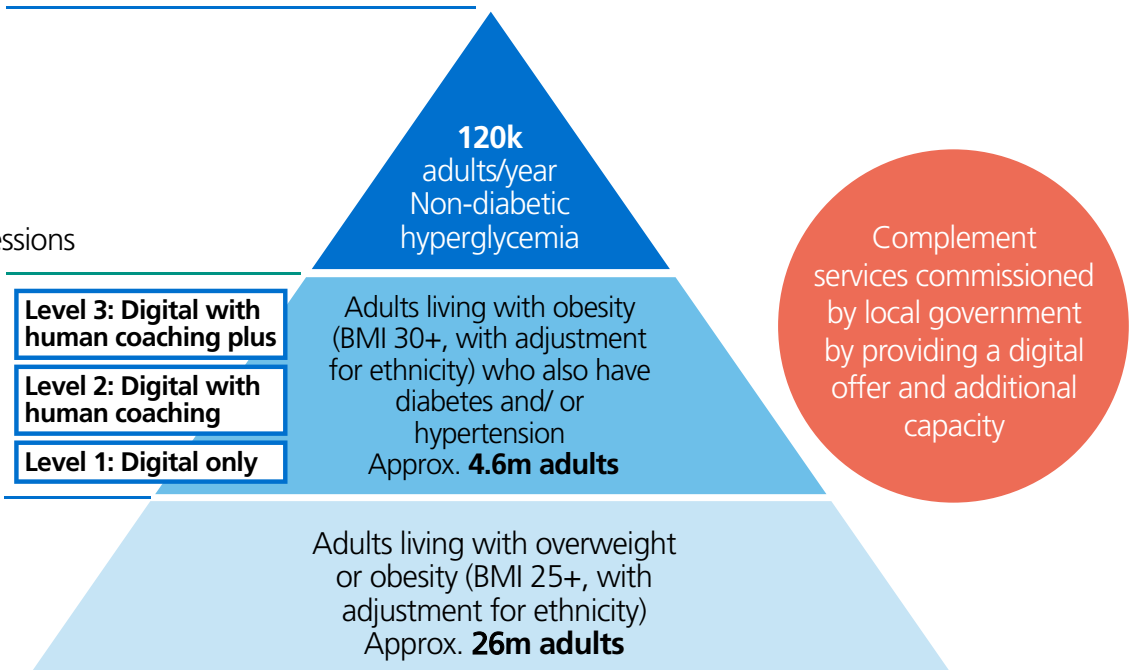 120k
adults/year
Non-diabetic
hyperglycemia
essions
Level 3: Digital with
human coaching plus
Level 2: Digital with
human coaching
Level 1: Digital only
Adults living with obesity
(BMI 30+, with adjustment
for ethnicity) who also have
diabetes and/ or
hypertension
Approx. 4.6m adults
Adults living with overweight
or obesity (BMI 25+, with
adjustment for ethnicity)
Approx. 26m adults
Complement
services commissioned
by local government
by providing a digital
offer and additional
capacity